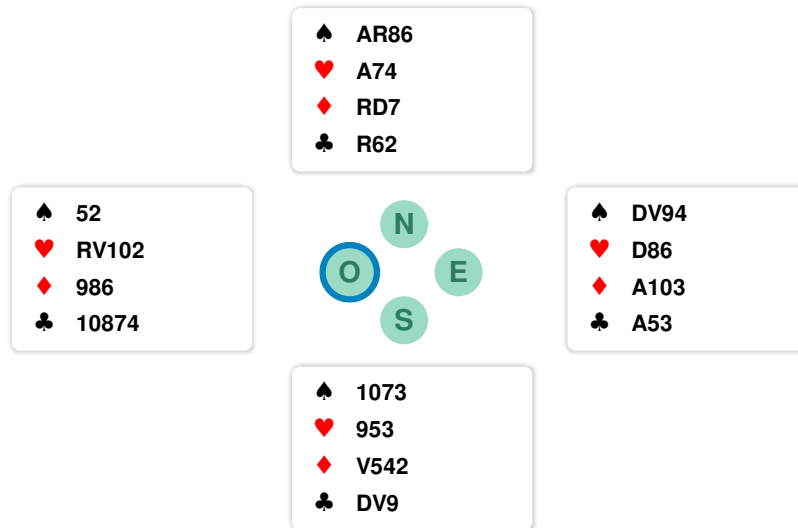 ♠ AR86
♥ A74
♦ RD7
♣ R62
♠ 52
♥ RV102
♦ 986
♣ 10874
N
O
E
S
♠ DV94
♥ D86
♦ A103
♣ A53
♠ 1073
♥ 953
♦ V542
♣ DV9